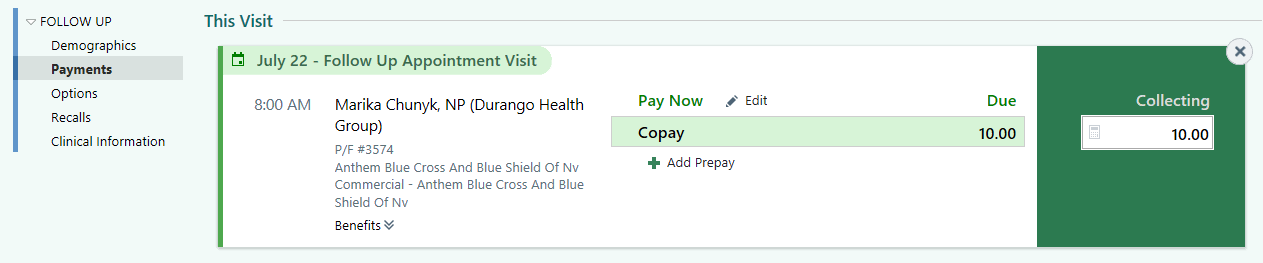 FOLLOW UP
Demographics
Payments
Options
Recalls
Clinical Information
This Visit
July 22 - Follow Up Appointment Visit
8:00 AM
Marika Chunyk, NP (Durango Health
Group)
P/F #3574
Anthem Blue Cross And Blue Shield Of Nv
Commercial - Anthem Blue Cross And Blue
Shield Of Nv
Benefits
Pay Now Edit Due
Copay 10.00
Add Prepay
Collecting
10.00